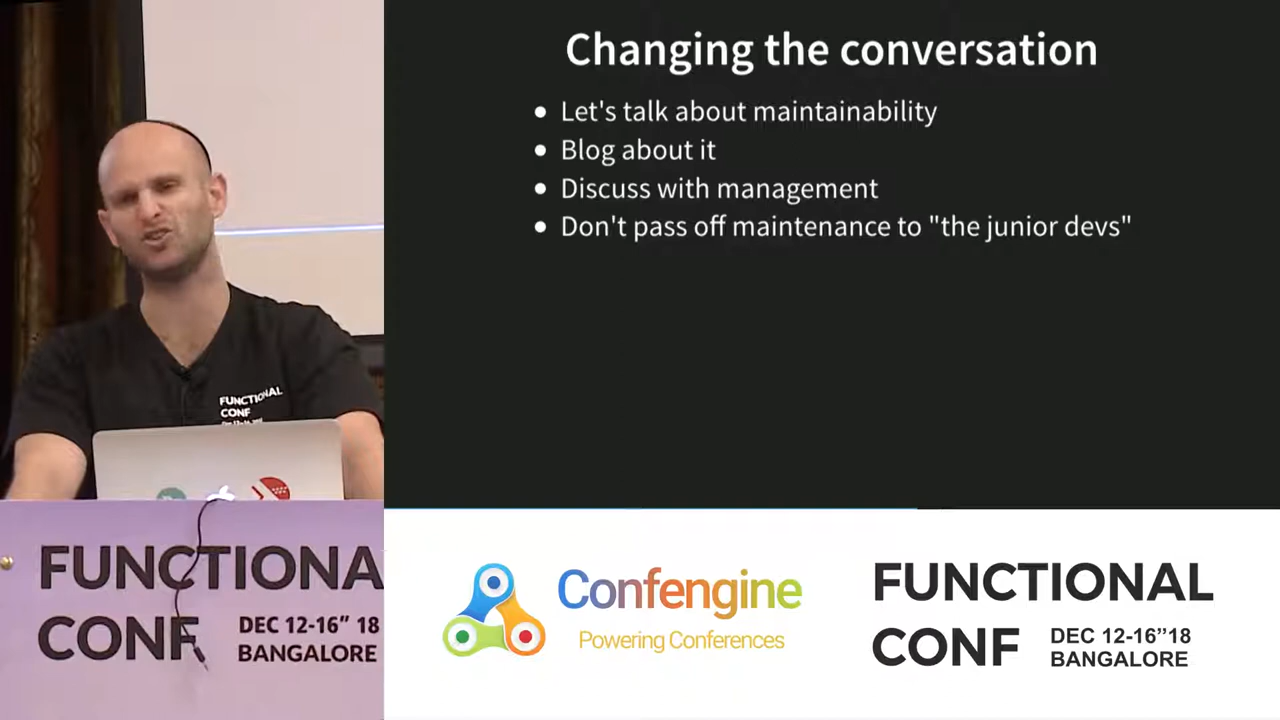 Changing the conversation
Let's talk about maintainability
Blog about it
Discuss with management
Don't pass off maintenance to "the junior devs"
FUNCTIONAL
CONF
FUNCTIONA
CONF
DEC 12-16" 18
BANGALORE
Confengine
Powering Conferences
FUNCTIONAL
CONF
DEC 12-16"18
BANGALORE